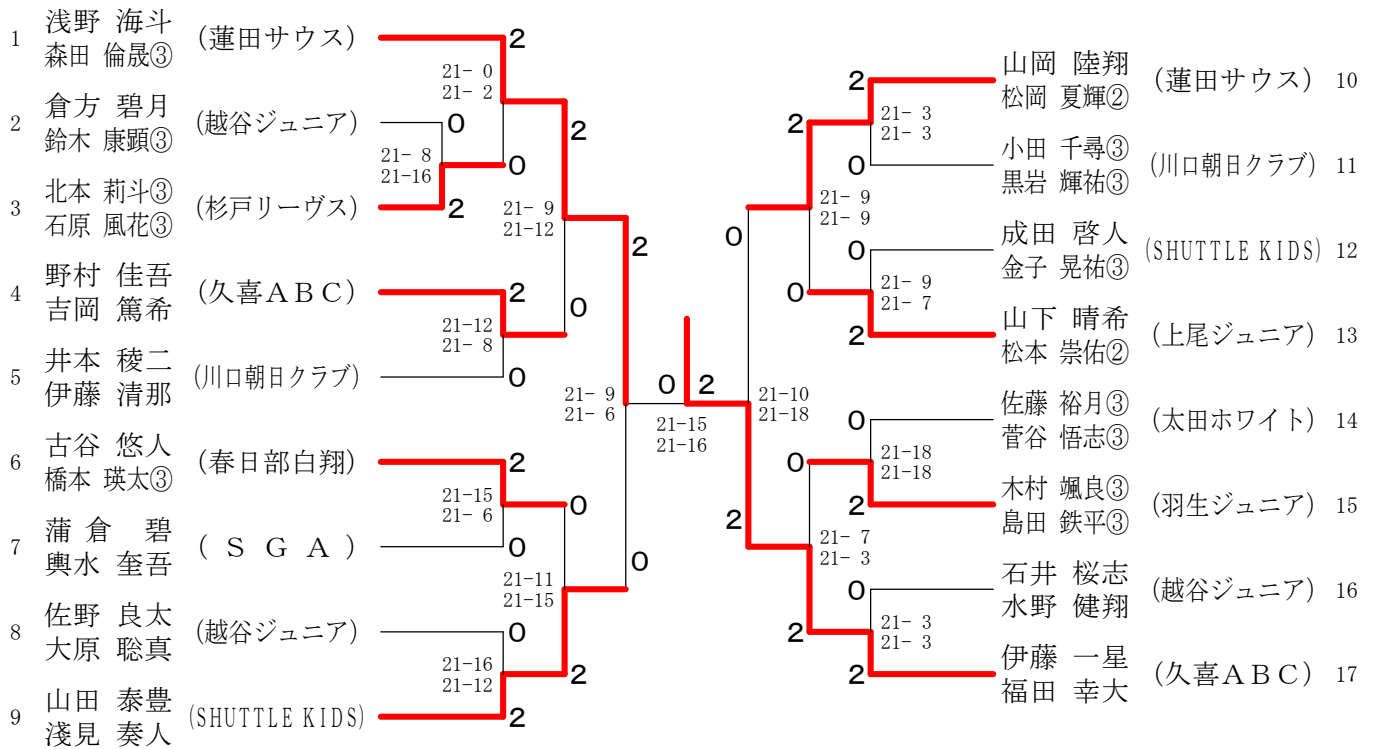 1 浅野 海斗 (蓮田サウス) 2
森田 倫晟③
21- 0
21- 2
2 倉方 碧月 (越谷ジュニア) 0 2
鈴木 康顕③
21- 8
21-16
0
3 北本 莉斗③ (杉戸リーヴス) 2
石原 風花③
21- 9
21-12
2
4 野村 佳吾 (久喜ABC) 2
吉岡 篤希
0
21-12
21- 8
5 井本 稜二 (川口朝日クラブ) 0
伊藤 清那
21- 9
21- 6
6 古谷 悠人 (春日部白翔) 2
橋本 瑛太③
21-15
21- 6
0
7 蒲倉 碧 (SGA) 0
輿水 奎吾
0
21-11
21-15
8 佐野 良太 (越谷ジュニア) 0
大原 聡真
21-16
21-12
2
9 山田 泰豊 (SHUTTLE KIDS) 2
淺見 奏人
0 2
21-15
21-16
2 山岡 陸翔 (蓮田サウス) 10
松岡 夏輝②
21- 3
21- 3
2
0 小田 千尋③ (川口朝日クラブ) 11
黒岩 輝祐③
21- 9
21- 9
0
0 成田 啓人 (SHUTTLE KIDS) 12
金子 晃祐③
21- 9
21- 7
0
2 山下 晴希 (上尾ジュニア) 13
松本 崇佑②
21-10
21-18
0 佐藤 裕月③ (太田ホワイト) 14
菅谷 悟志③
21-18
21-18
0
2 木村 颯良③ (羽生ジュニア) 15
島田 鉄平③
2
21- 7
21- 3
0 石井 桜志 (越谷ジュニア) 16
水野 健翔
21- 3
21- 3
2
2 伊藤 一星 (久喜ABC) 17
福田 幸大